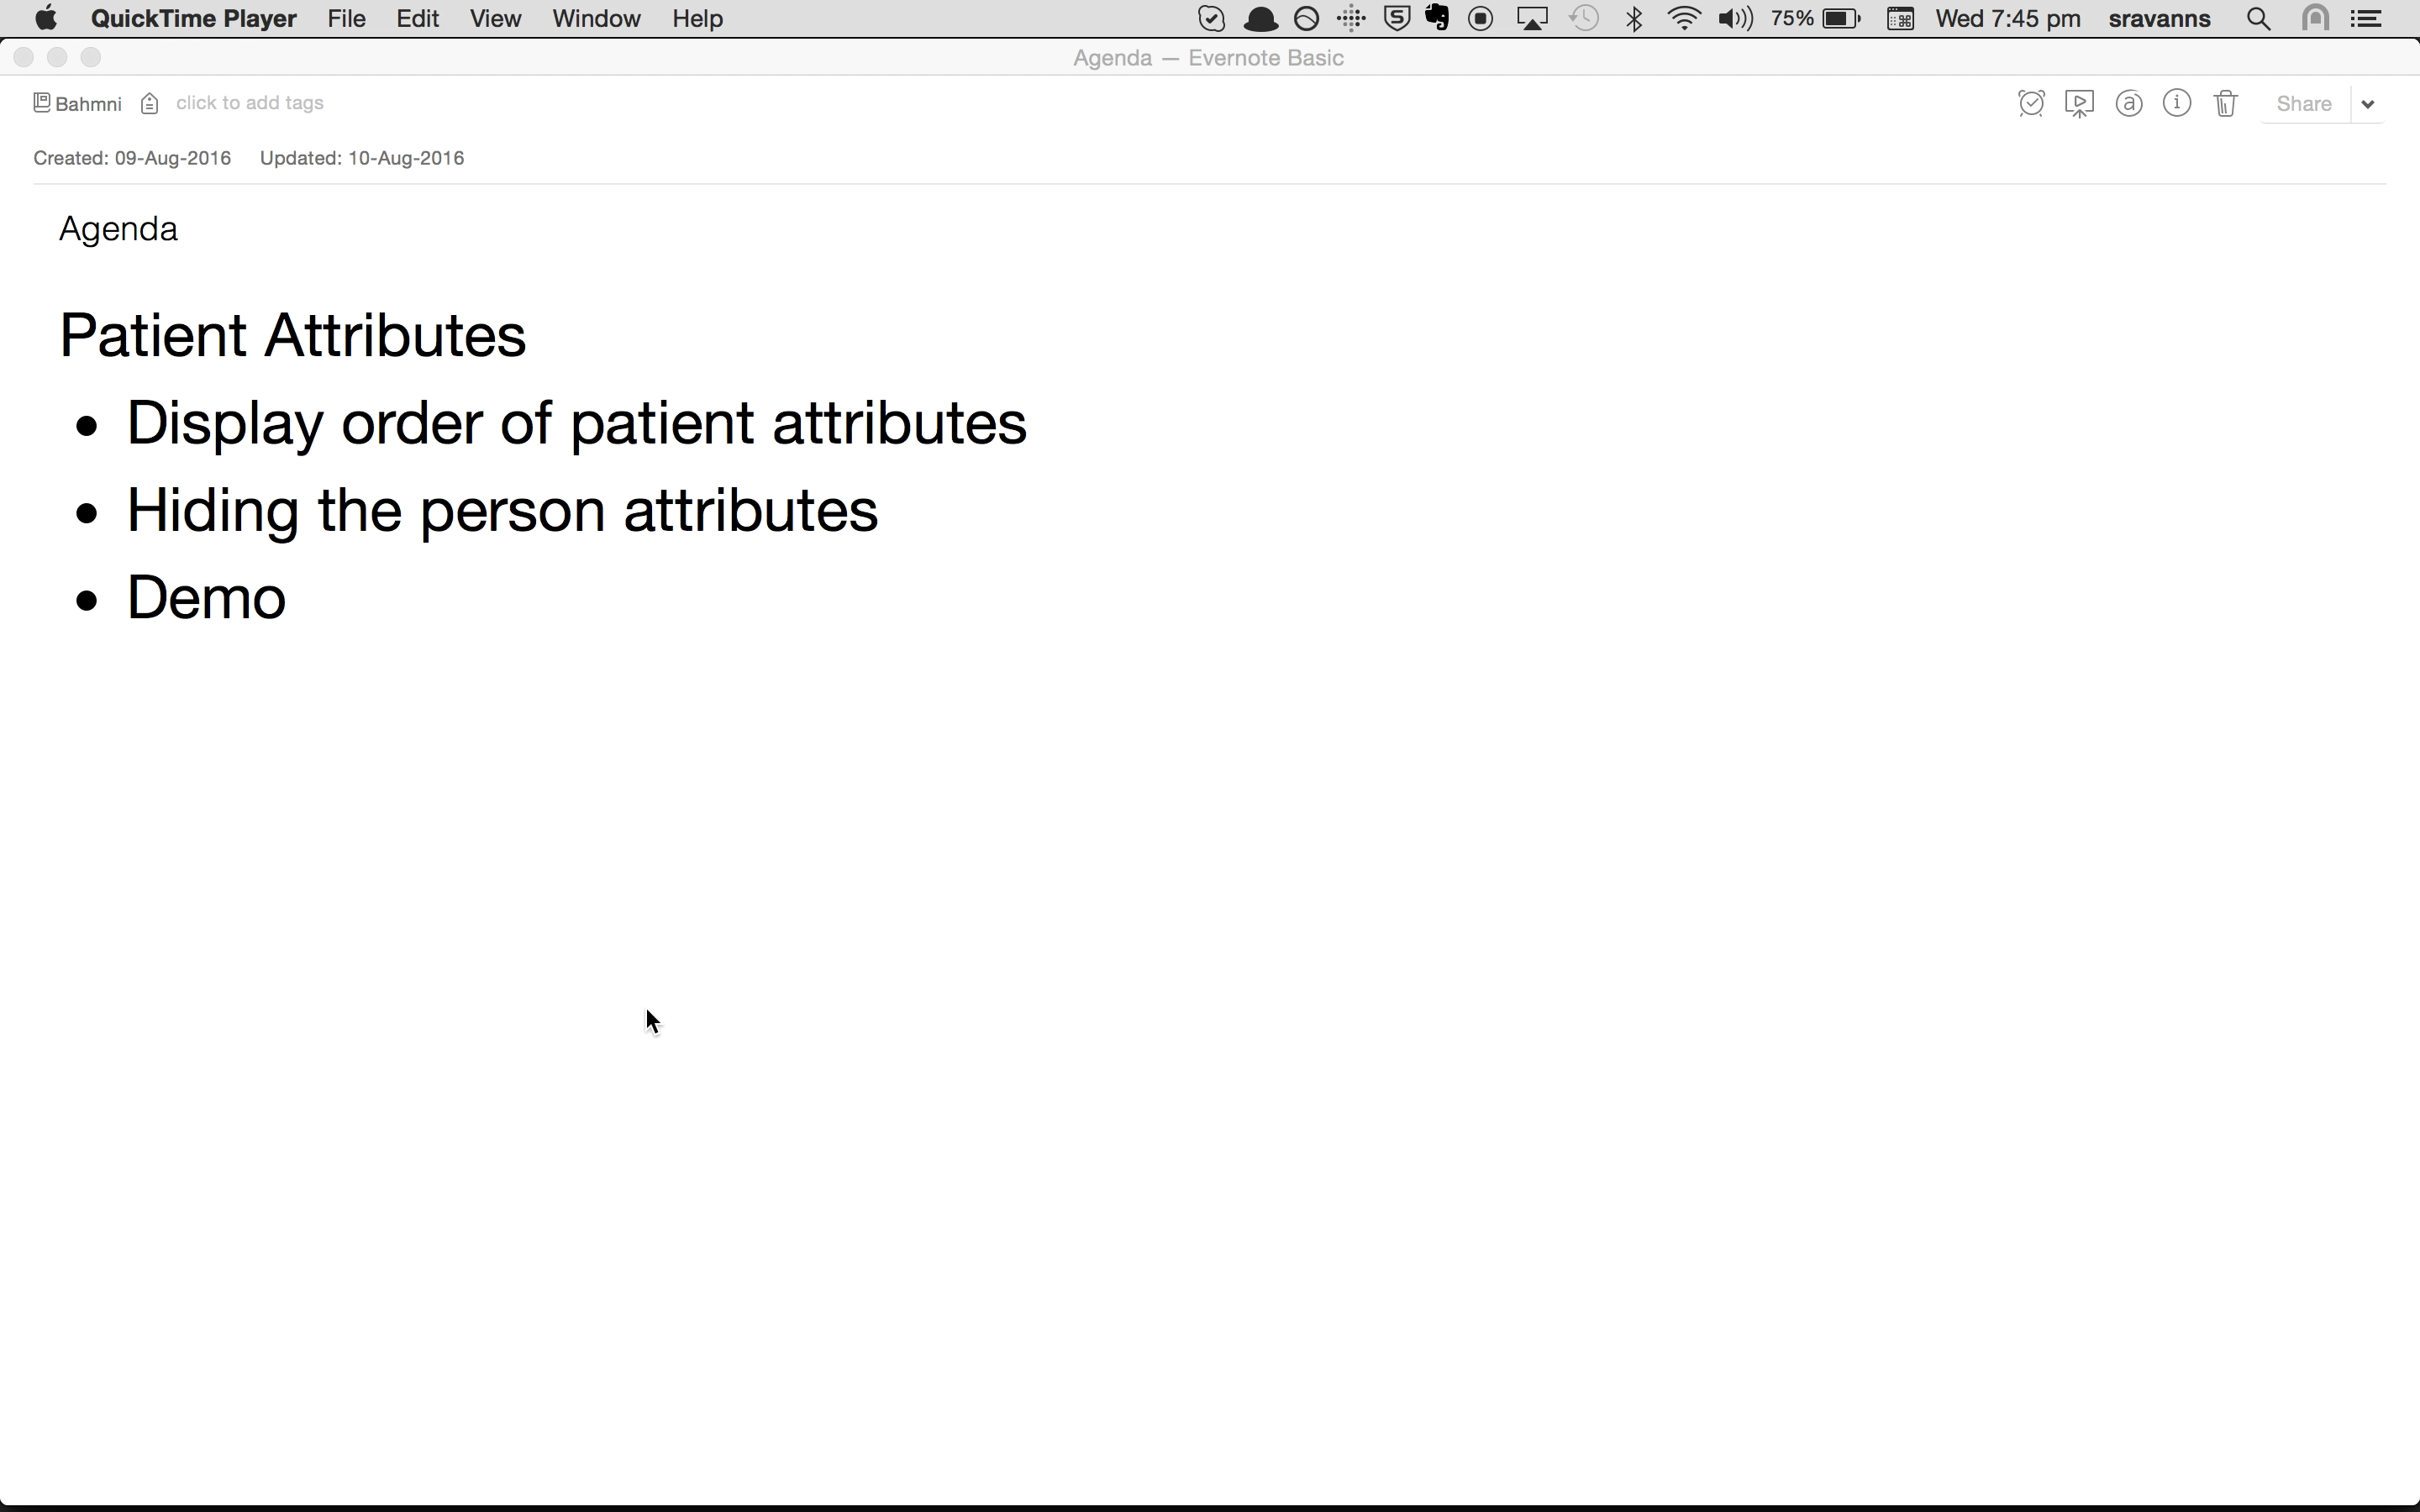 QuickTime Player File Edit View Window Help 75% Wed 7:45 pm sravanns
Agenda — Evernote Basic
Bahmni click to add tags Share
Created: 09-Aug-2016 Updated: 10-Aug-2016
Agenda
Patient Attributes
• Display order of patient attributes
• Hiding the person attributes
• Demo